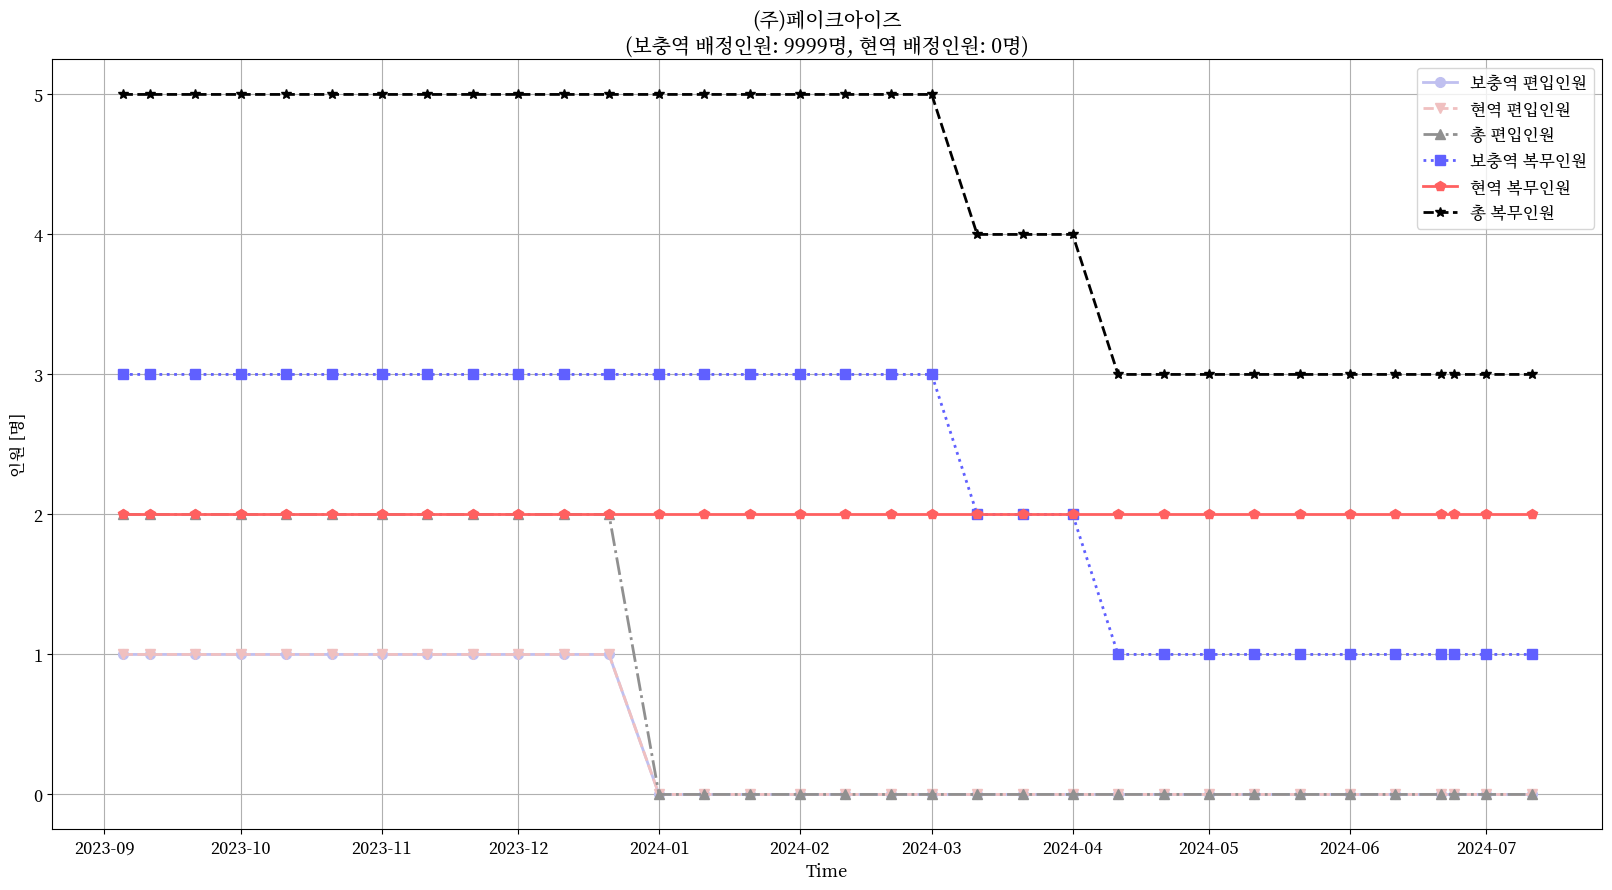 (주)페이크아이즈
(보충역 배정인원: 9999명, 현역 배정인원: 0명)
보충역 편입인원
현역 편입인원
총 편입인원
보충역 복무인원
현역 복무인원
총 복무인원
인원 [명]
5
4
3
2
1
0
2023-09
2023-10
2023-11
2023-12
2024-01
2024-02
2024-03
2024-04
2024-05
2024-06
2024-07
Time